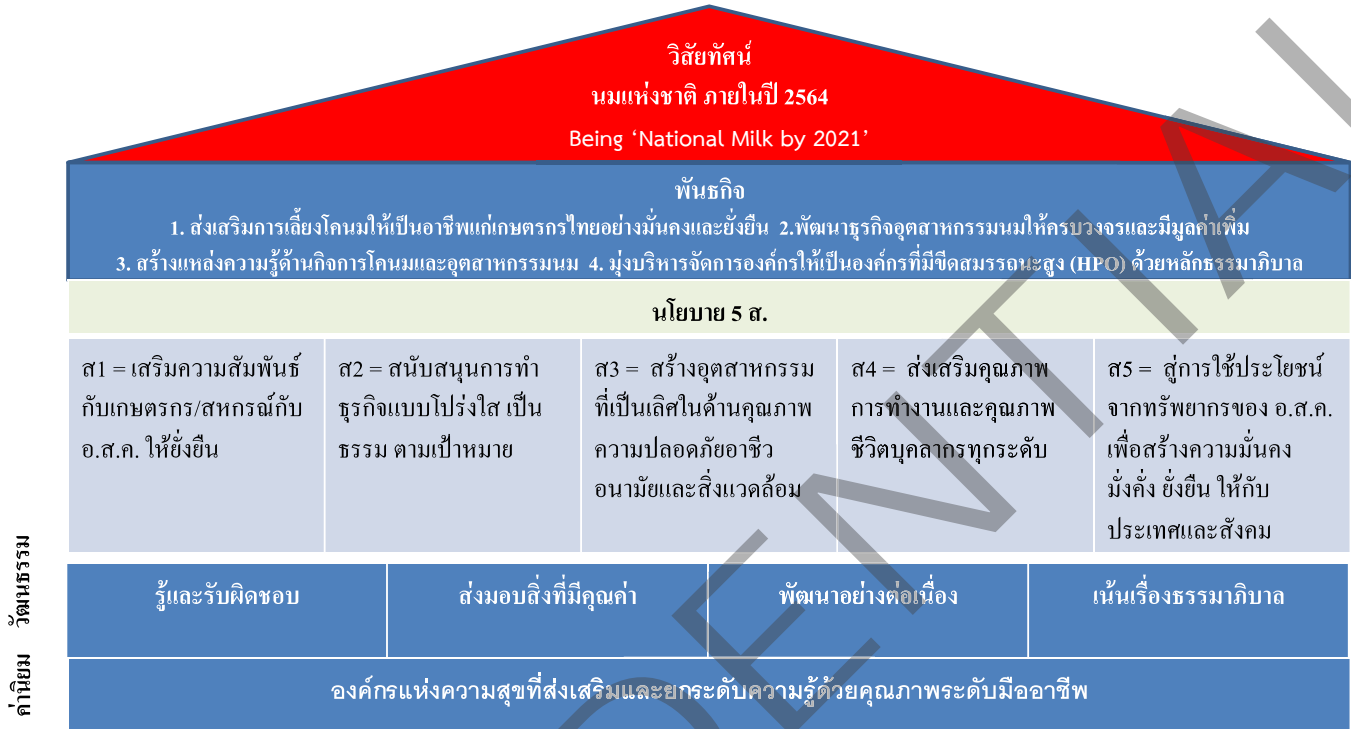 วิสัยทัศน์
นมแห่งชาติ ภายในปี 2564
Being ‘National Milk by 2021’
พันธกิจ
1. ส่งเสริมการเลี้ยงโคนมให้เป็นอาชีพแก่เกษตรกรไทยอย่างมั่นคงและยั่งยืน 2.พัฒนาธุรกิจอุตสาหกรรมนมให้ครบวงจรและมีมูลค่าเพิ่ม
3. สร้างแหล่งความรู้ด้านกิจการโคนมและอุตสาหกรรมนม 4. มุ่งบริหารจัดการองค์กรให้เป็นองค์กรที่มีขีดสมรรถนะสูง (HPO) ด้วยหลักธรรมาภิบาล
นโยบาย 5 ส.
ส1 = เสริมความสัมพันธ์
กับเกษตรกร/สหกรณ์กับ
อ.ส.ค. ให้ยั่งยืน
ส2 = สนับสนุนการทำ
ธุรกิจแบบโปร่งใส เป็น
ธรรม ตามเป้าหมาย
ส3 = สร้างอุตสาหกรรม
ที่เป็นเลิศในด้านคุณภาพ
ความปลอดภัยอาชีว
อนามัยและสิ่งแวดล้อม
ส4 = ส่งเสริมคุณภาพ
การทำงานและคุณภาพ
ชีวิตบุคลากรทุกระดับ
ส5 = สู่การใช้ประโยชน์
จากทรัพยากรของ อ.ส.ค.
เพื่อสร้างความมั่นคง
มั่งคั่ง ยั่งยืน ให้กับ
ประเทศและสังคม
วัฒนธรรม
รู้และรับผิดชอบ
ส่งมอบสิ่งที่มีคุณค่า
พัฒนาอย่างต่อเนื่อง
เน้นเรื่องธรรมาภิบาล
ค่านิยม
องค์กรแห่งความสุขที่ส่งเสริมและยกระดับความรู้ด้วยคุณภาพระดับมืออาชีพ
DENTIAL